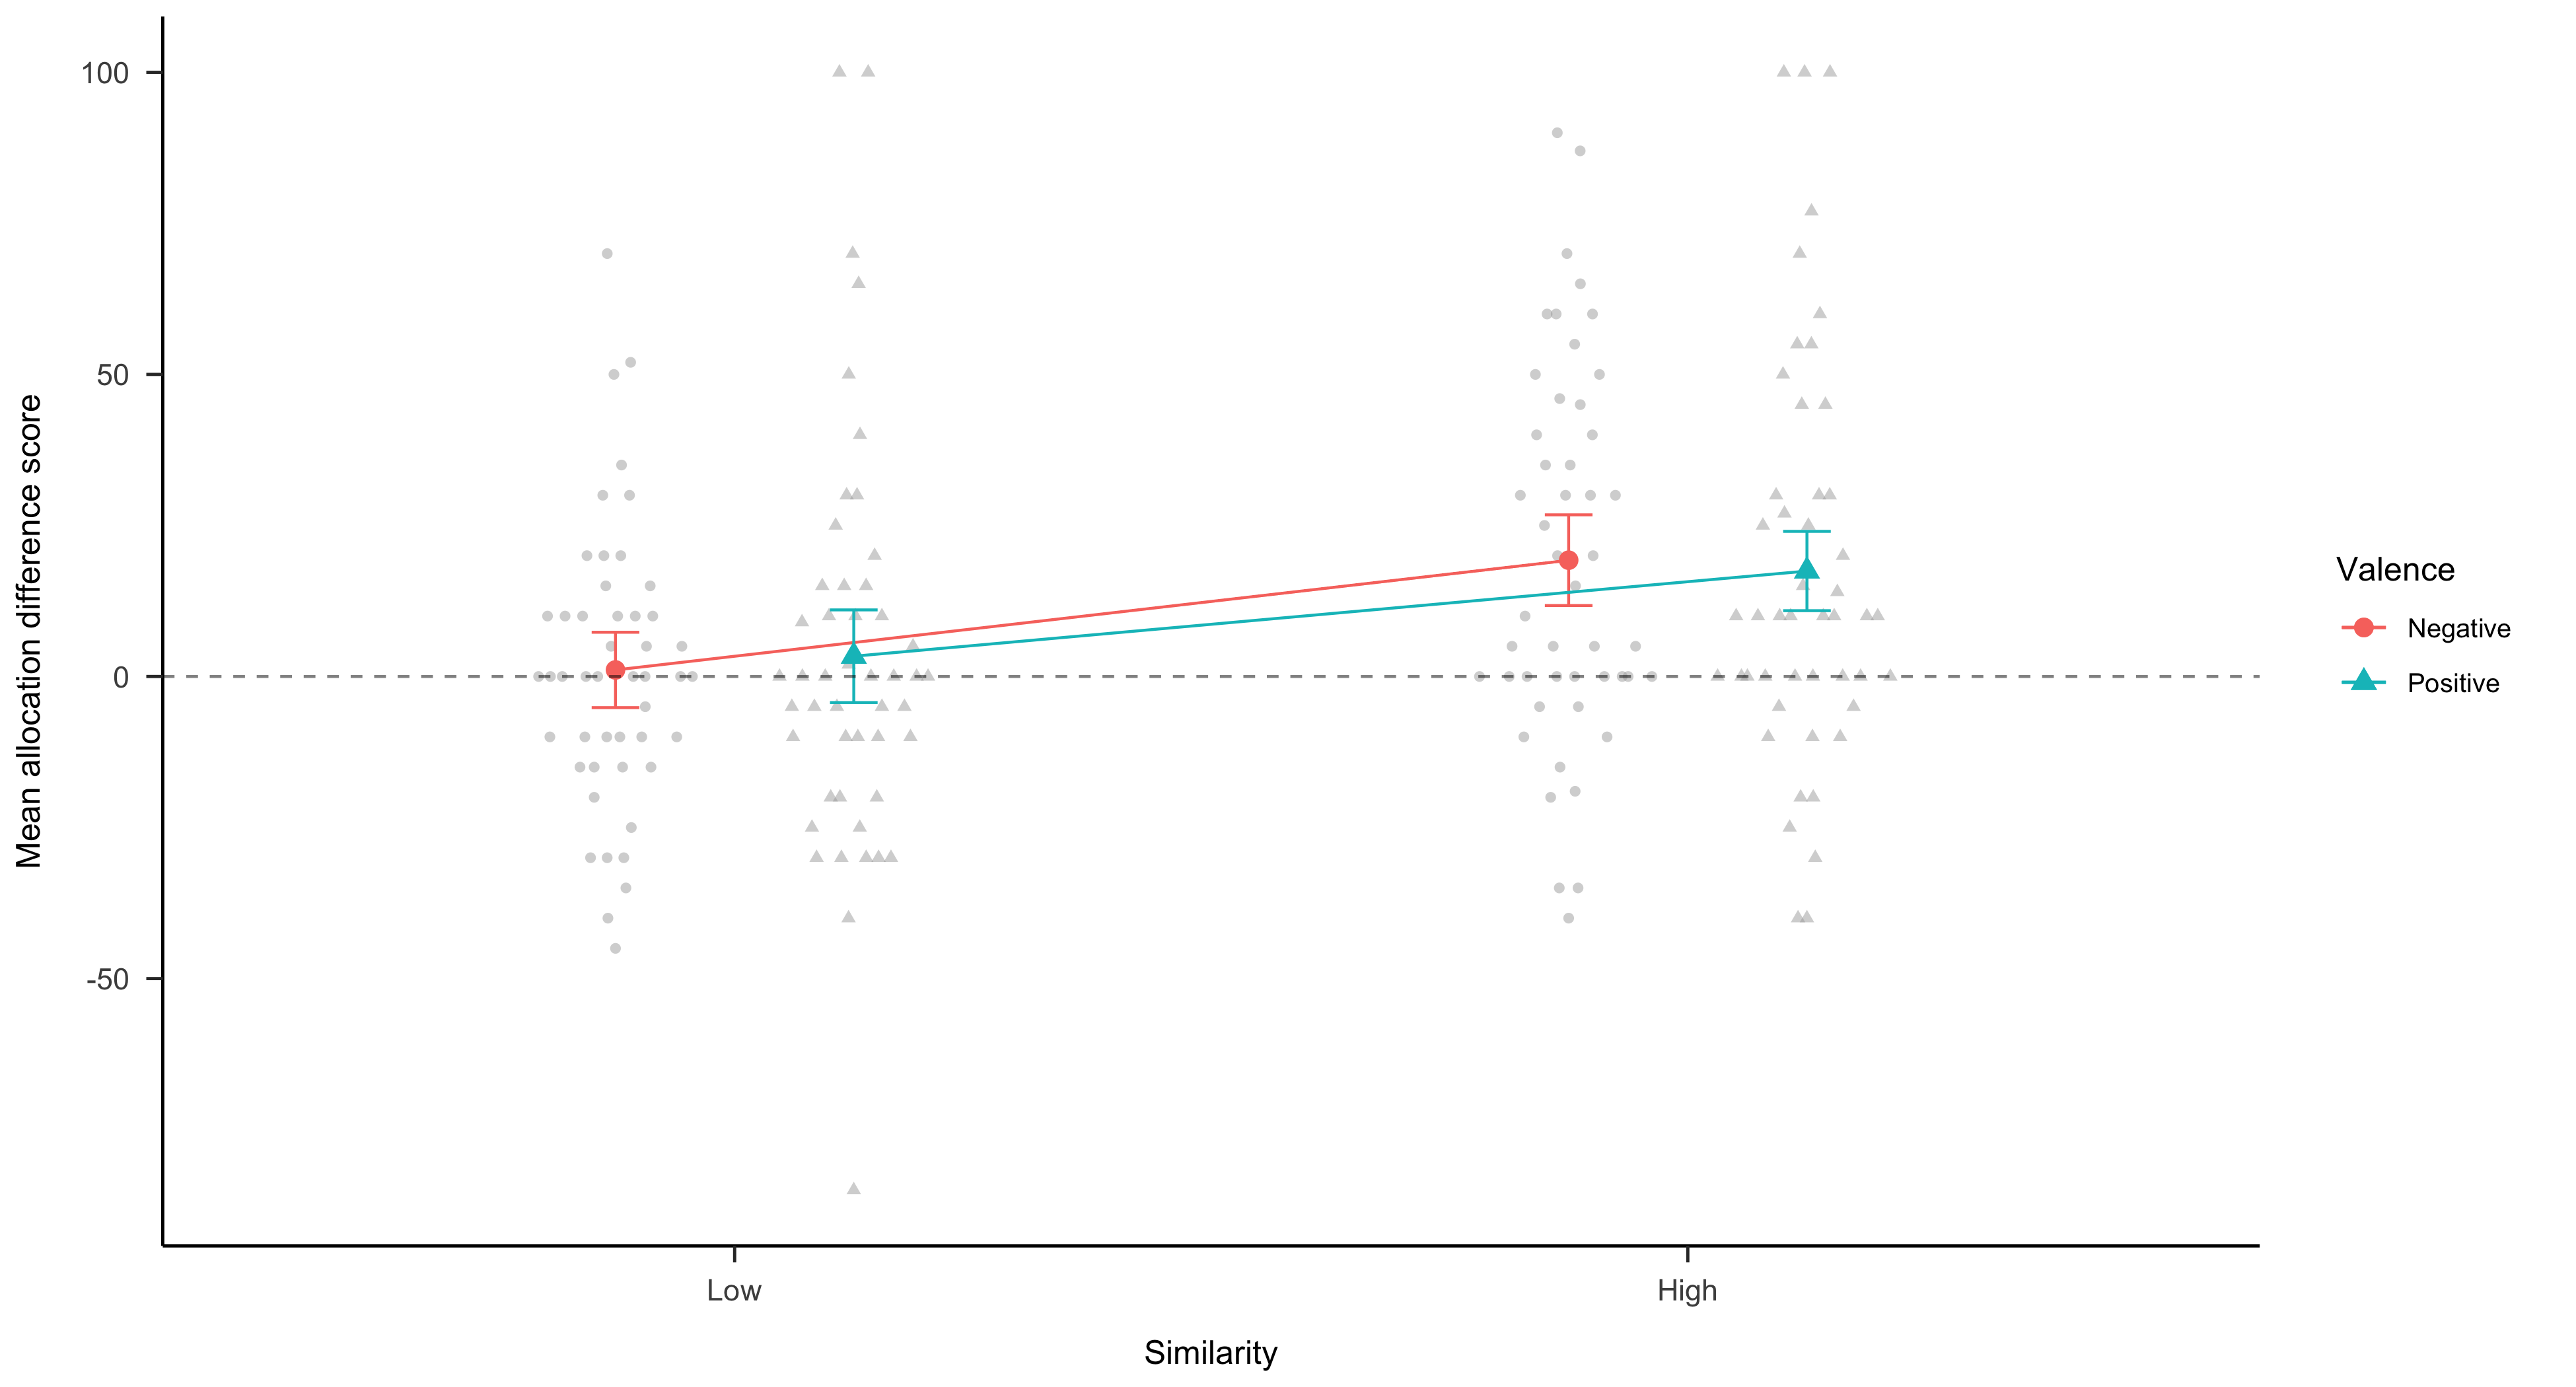 Mean allocation difference score
100
50
0
-50
Low
High
Similarity
Valence
Negative
Positive